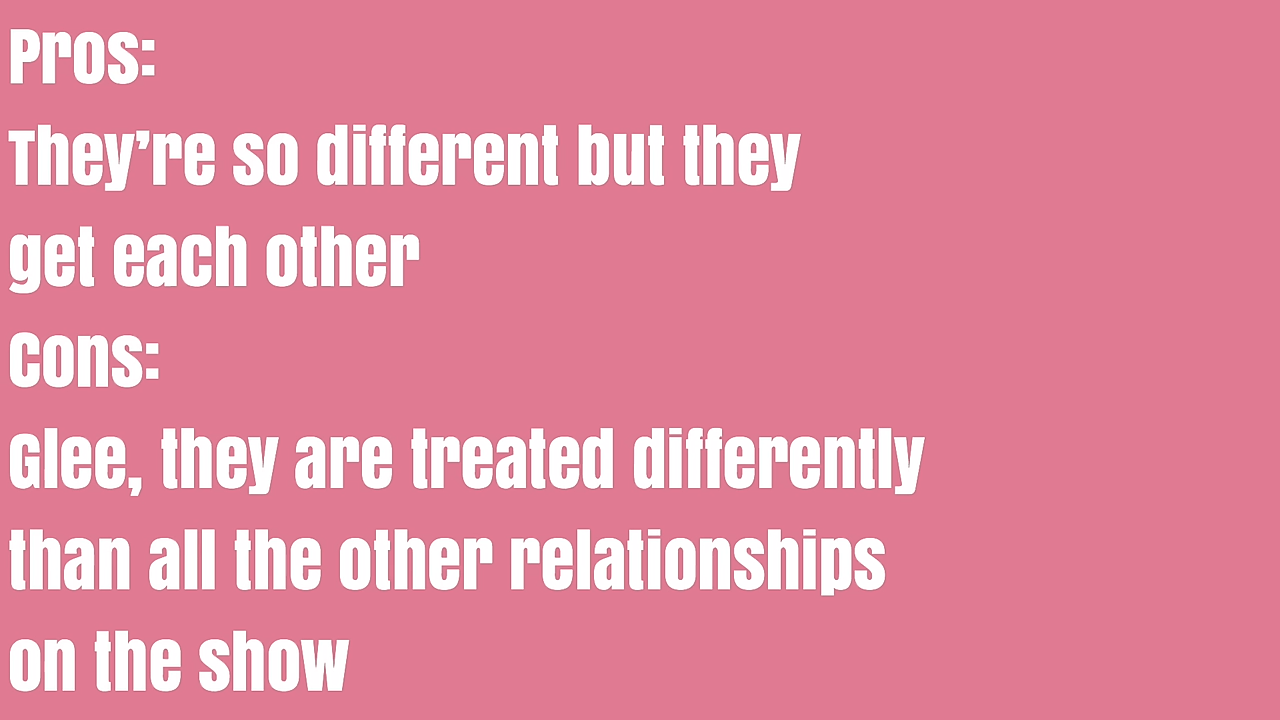 Pros:
They’re so different but they
get each other
Cons:
Glee, they are treated differently
than all the other relationships
on the show